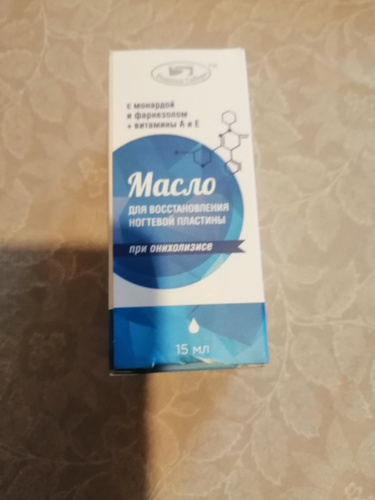 с монардой
и фарнезолом
+ витамины А и Е
Масло
ДЛЯ ВОССТАНОВЛЕНИЯ
НОГТЕВОЙ ПЛАСТИНЫ
при онихолизисе
15 мл